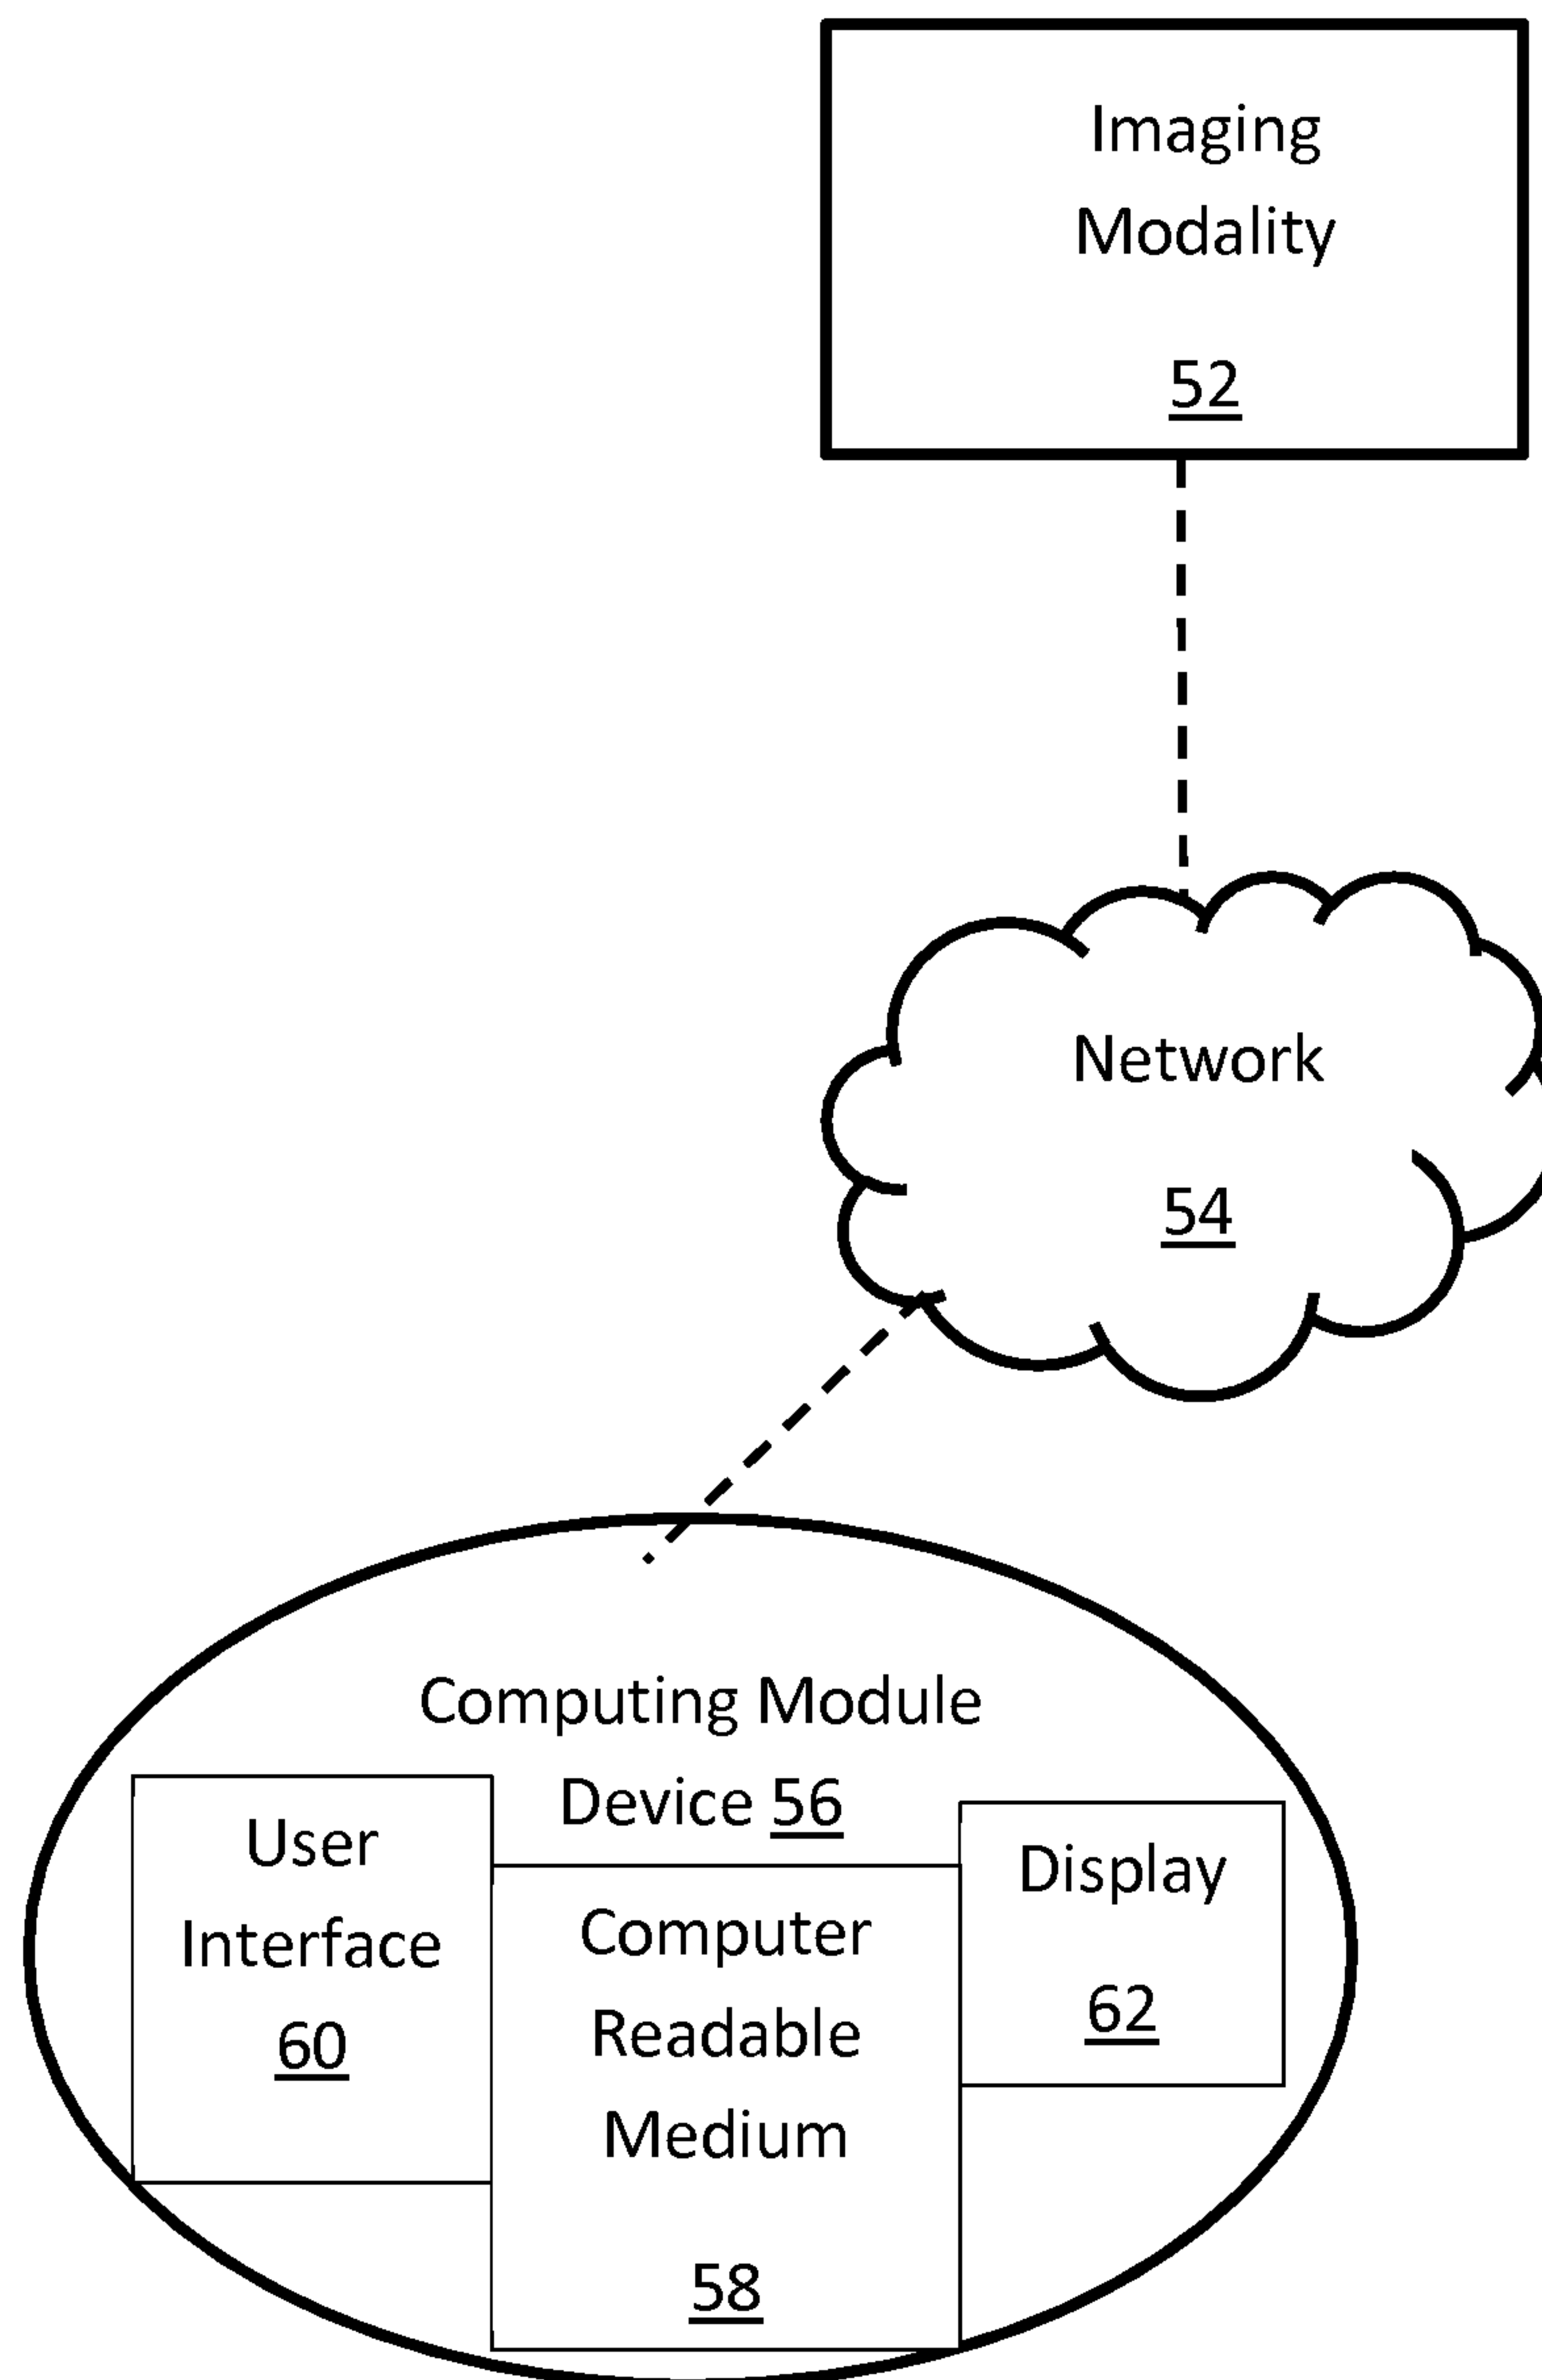 Imaging
Modality
52
Network
54
Computing Module
Device 56
User
Interface
60
Computer
Readable
Medium
58
Display
62